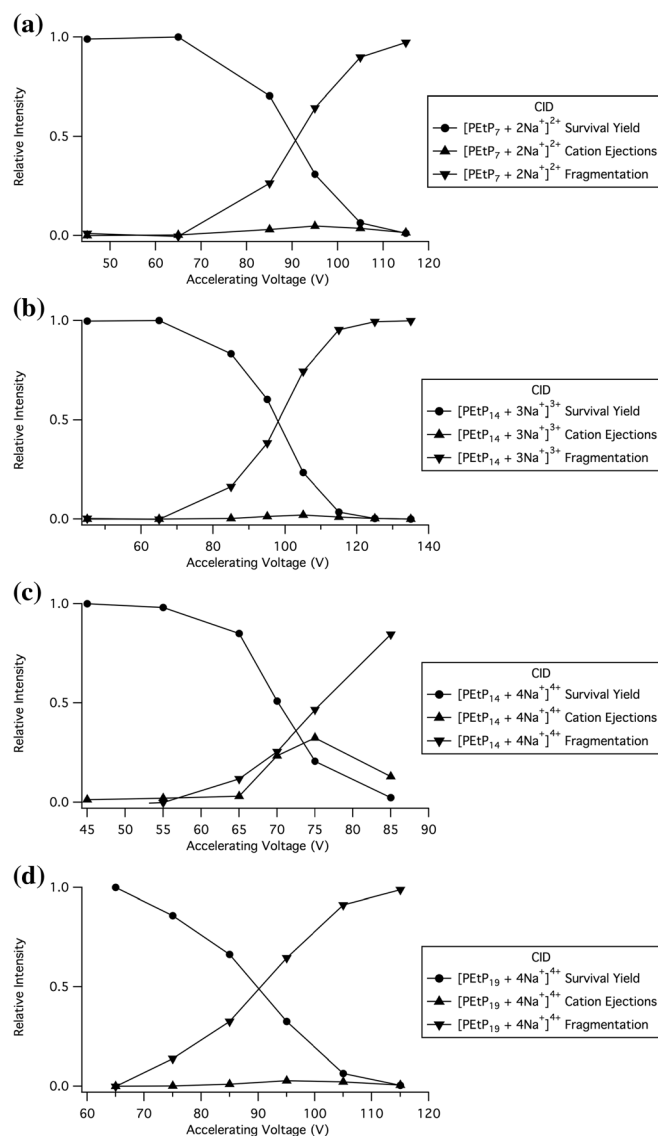 (a)
1.0
0.5
0.0
Relative Intensity
50 60 70 80 90 100 110 120
Accelerating Voltage (V)
CID
[PEtP₇ + 2Na⁺]²⁺ Survival Yield
[PEtP₇ + 2Na⁺]²⁺ Cation Ejections
[PEtP₇ + 2Na⁺]²⁺ Fragmentation
(b)
1.0
0.5
0.0
Relative Intensity
60 80 100 120 140
Accelerating Voltage (V)
CID
[PEtP₁₄ + 3Na⁺]³⁺ Survival Yield
[PEtP₁₄ + 3Na⁺]³⁺ Cation Ejections
[PEtP₁₄ + 3Na⁺]³⁺ Fragmentation
(c)
1.0
0.5
0.0
Relative Intensity
45 50 55 60 65 70 75 80 85 90
Accelerating Voltage (V)
CID
[PEtP₁₄ + 4Na⁺]⁴⁺ Survival Yield
[PEtP₁₄ + 4Na⁺]⁴⁺ Cation Ejections
[PEtP₁₄ + 4Na⁺]⁴⁺ Fragmentation
(d)
1.0
0.5
0.0
Relative Intensity
60 70 80 90 100 110 120
Accelerating Voltage (V)
CID
[PEtP₁₉ + 4Na⁺]⁴⁺ Survival Yield
[PEtP₁₉ + 4Na⁺]⁴⁺ Cation Ejections
[PEtP₁₉ + 4Na⁺]⁴⁺ Fragmentation